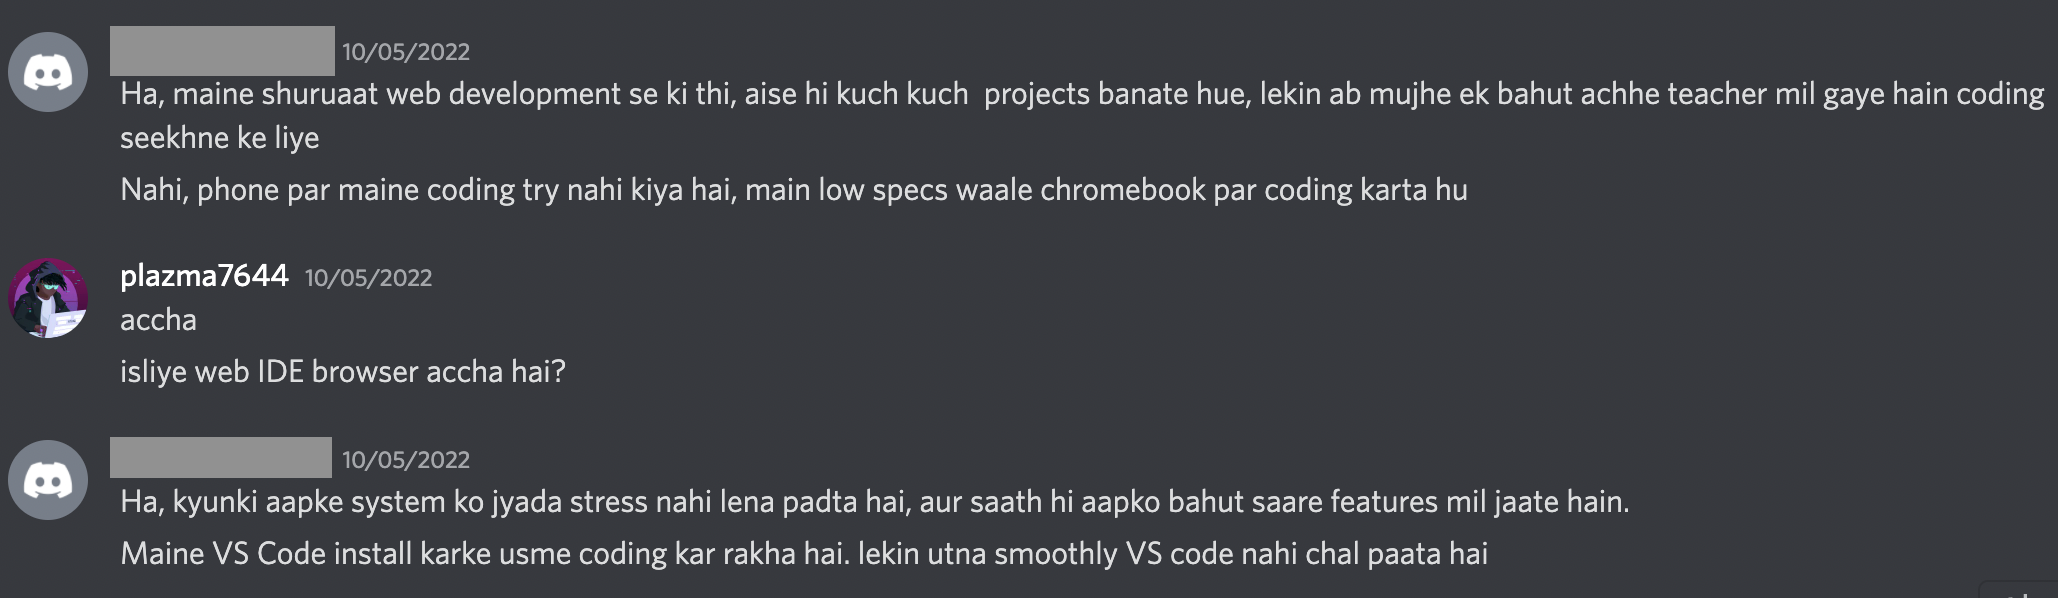 10/05/2022
Ha, maine shuruaat web development se ki thi, aise hi kuch kuch  projects banate hue, lekin ab mujhe ek bahut achhe teacher mil gaye hain coding
seekhne ke liye
Nahi, phone par maine coding try nahi kiya hai, main low specs waale chromebook par coding karta hu
plazma7644 10/05/2022
accha
isliye web IDE browser accha hai?
10/05/2022
Ha, kyunki aapke system ko jyada stress nahi lena padta hai, aur saath hi aapko bahut saare features mil jaate hain.
Maine VS Code install karke usme coding kar rakha hai. lekin utna smoothly VS code nahi chal paata hai